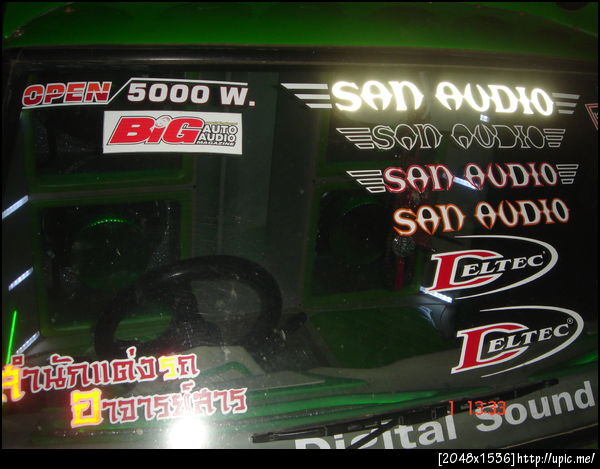 OPEN / 5000 W.
BIG AUTO AUDIO MAGAZINE
SAN AUDIO
SAN AUDIO
SAN AUDIO
SAN AUDIO
DELTEC
DELTEC®
สำนักแต่งรถ
อาจารย์สาร
1 13:33
Digital Sound
[2048x1536]http://upic.me/